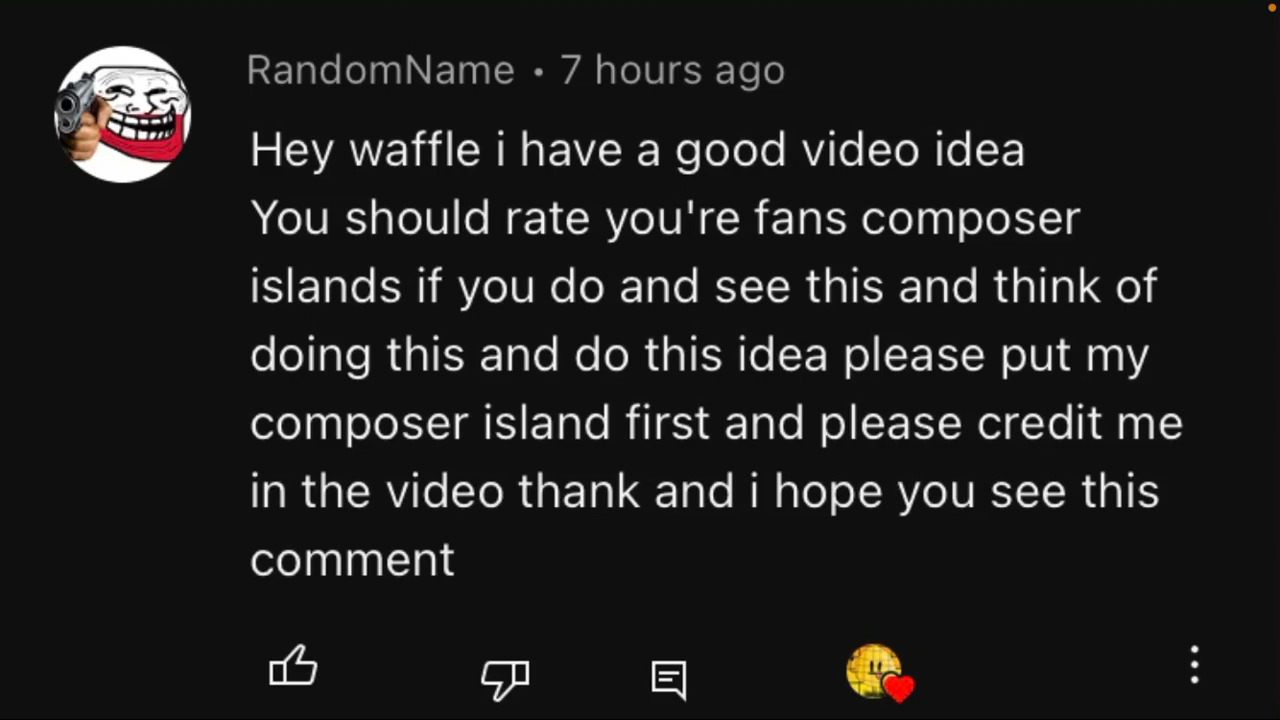 RandomName • 7 hours ago
Hey waffle i have a good video idea
You should rate you're fans composer
islands if you do and see this and think of
doing this and do this idea please put my
composer island first and please credit me
in the video thank and i hope you see this
comment